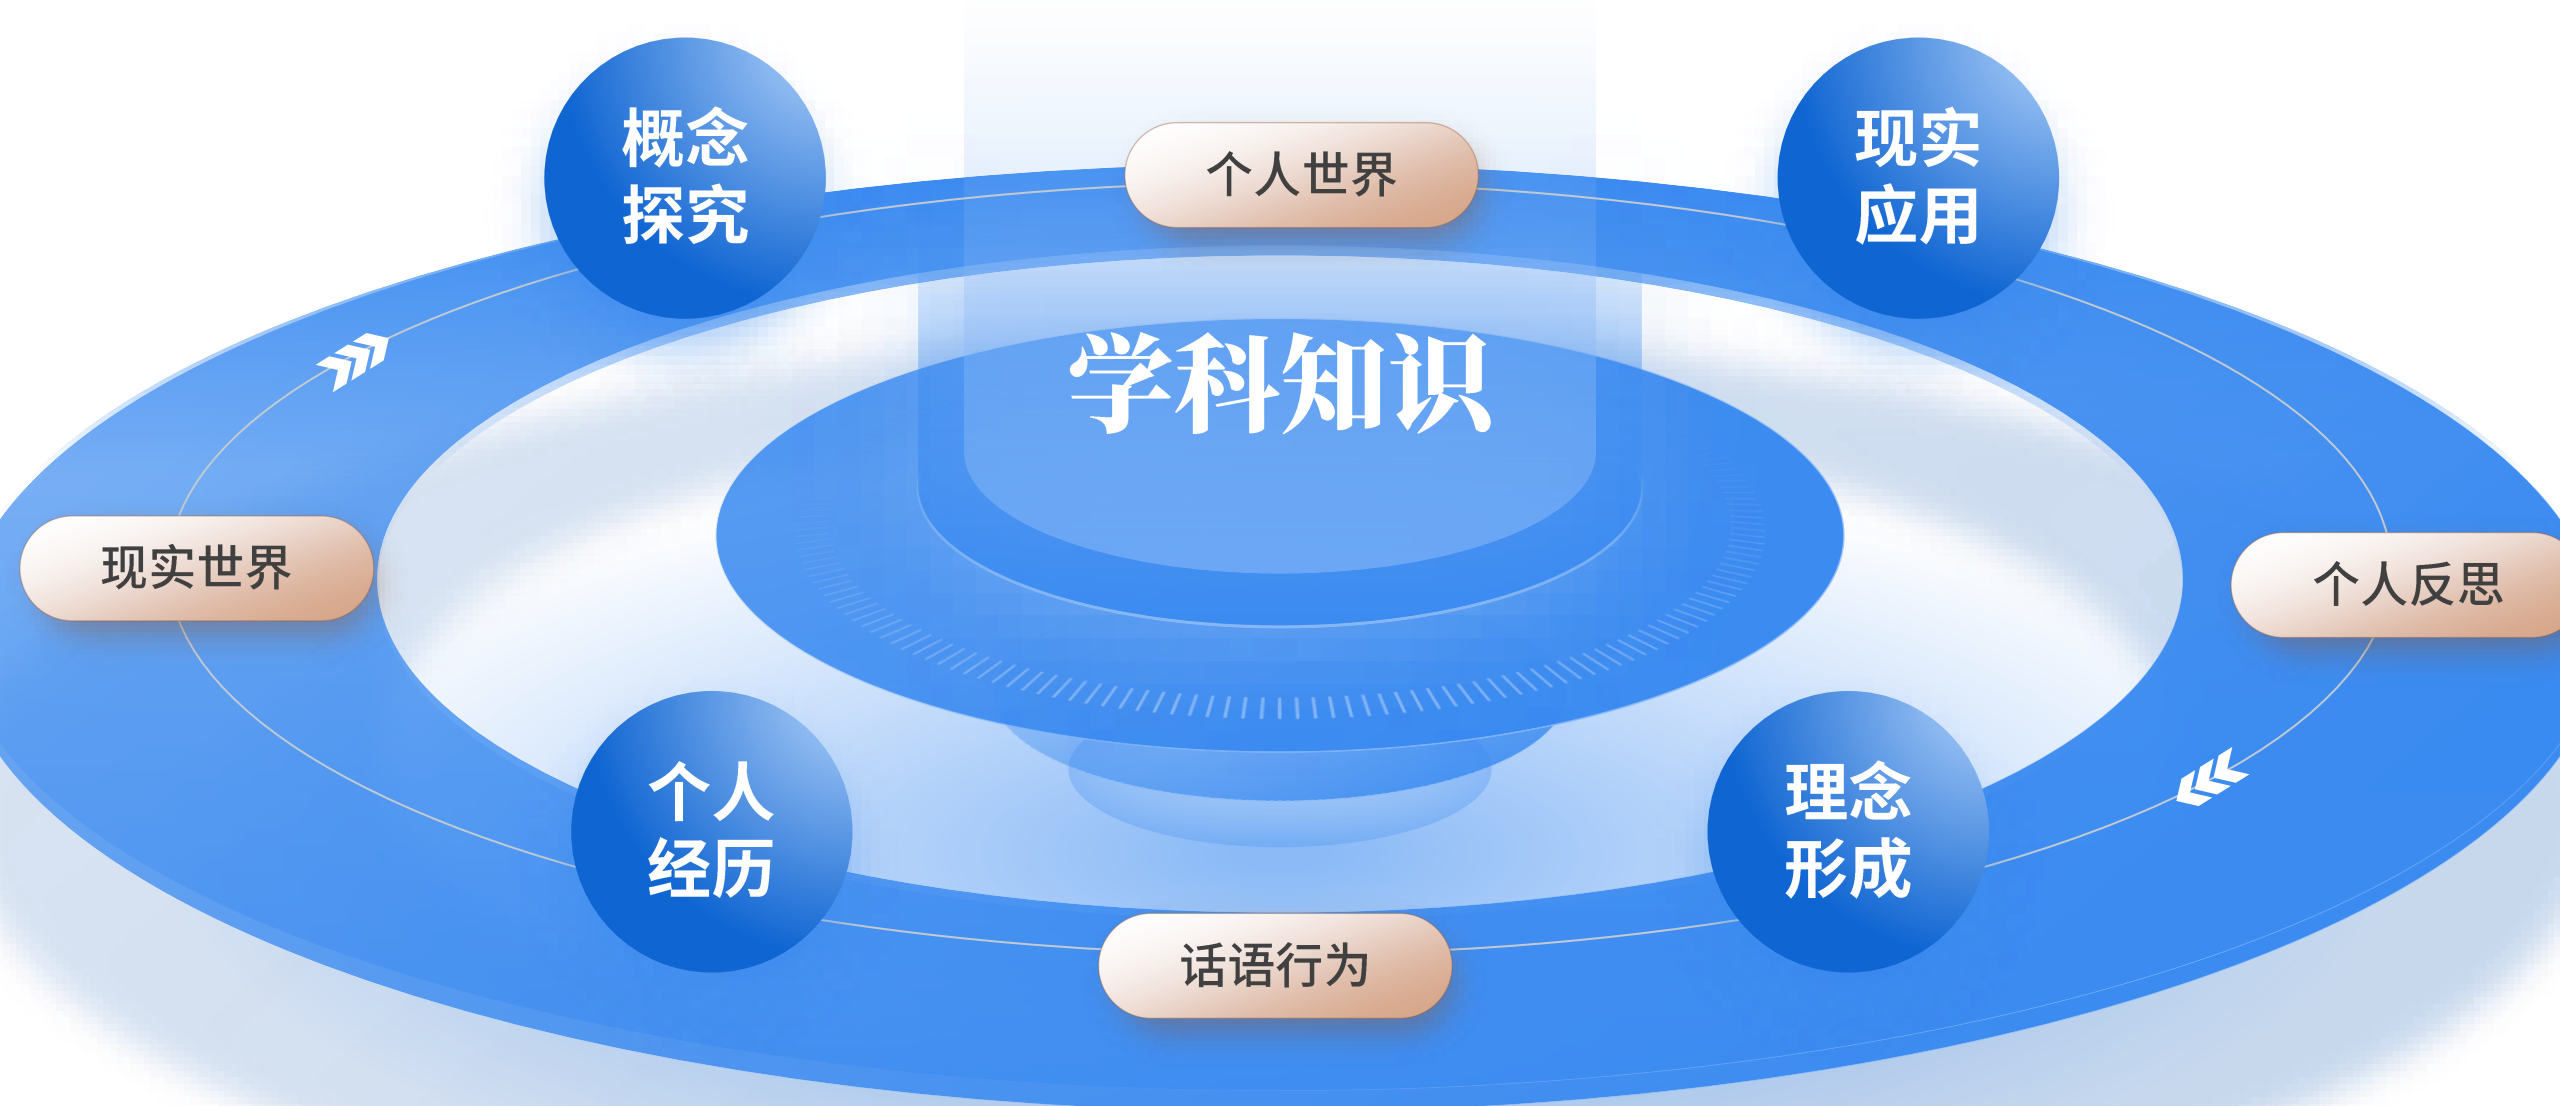 概念
探究
个人世界
现实
应用
学科知识
现实世界
个人反思
个人
经历
理念
形成
话语行为